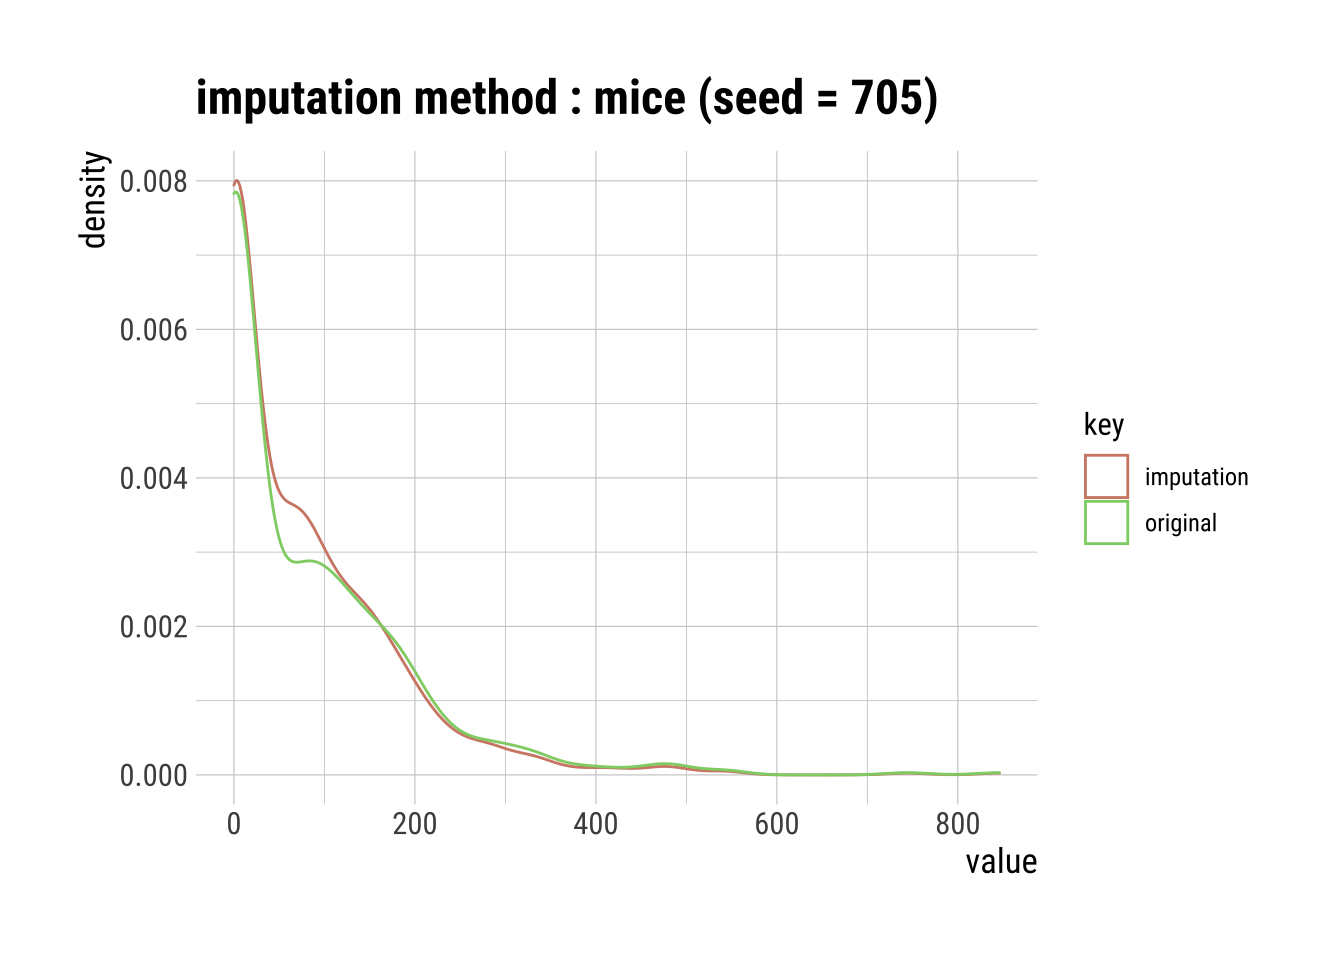 imputation method : mice (seed = 705)
density
0.008
0.006
0.004
0.002
0.000
0 200 400 600 800
value
key
imputation
original